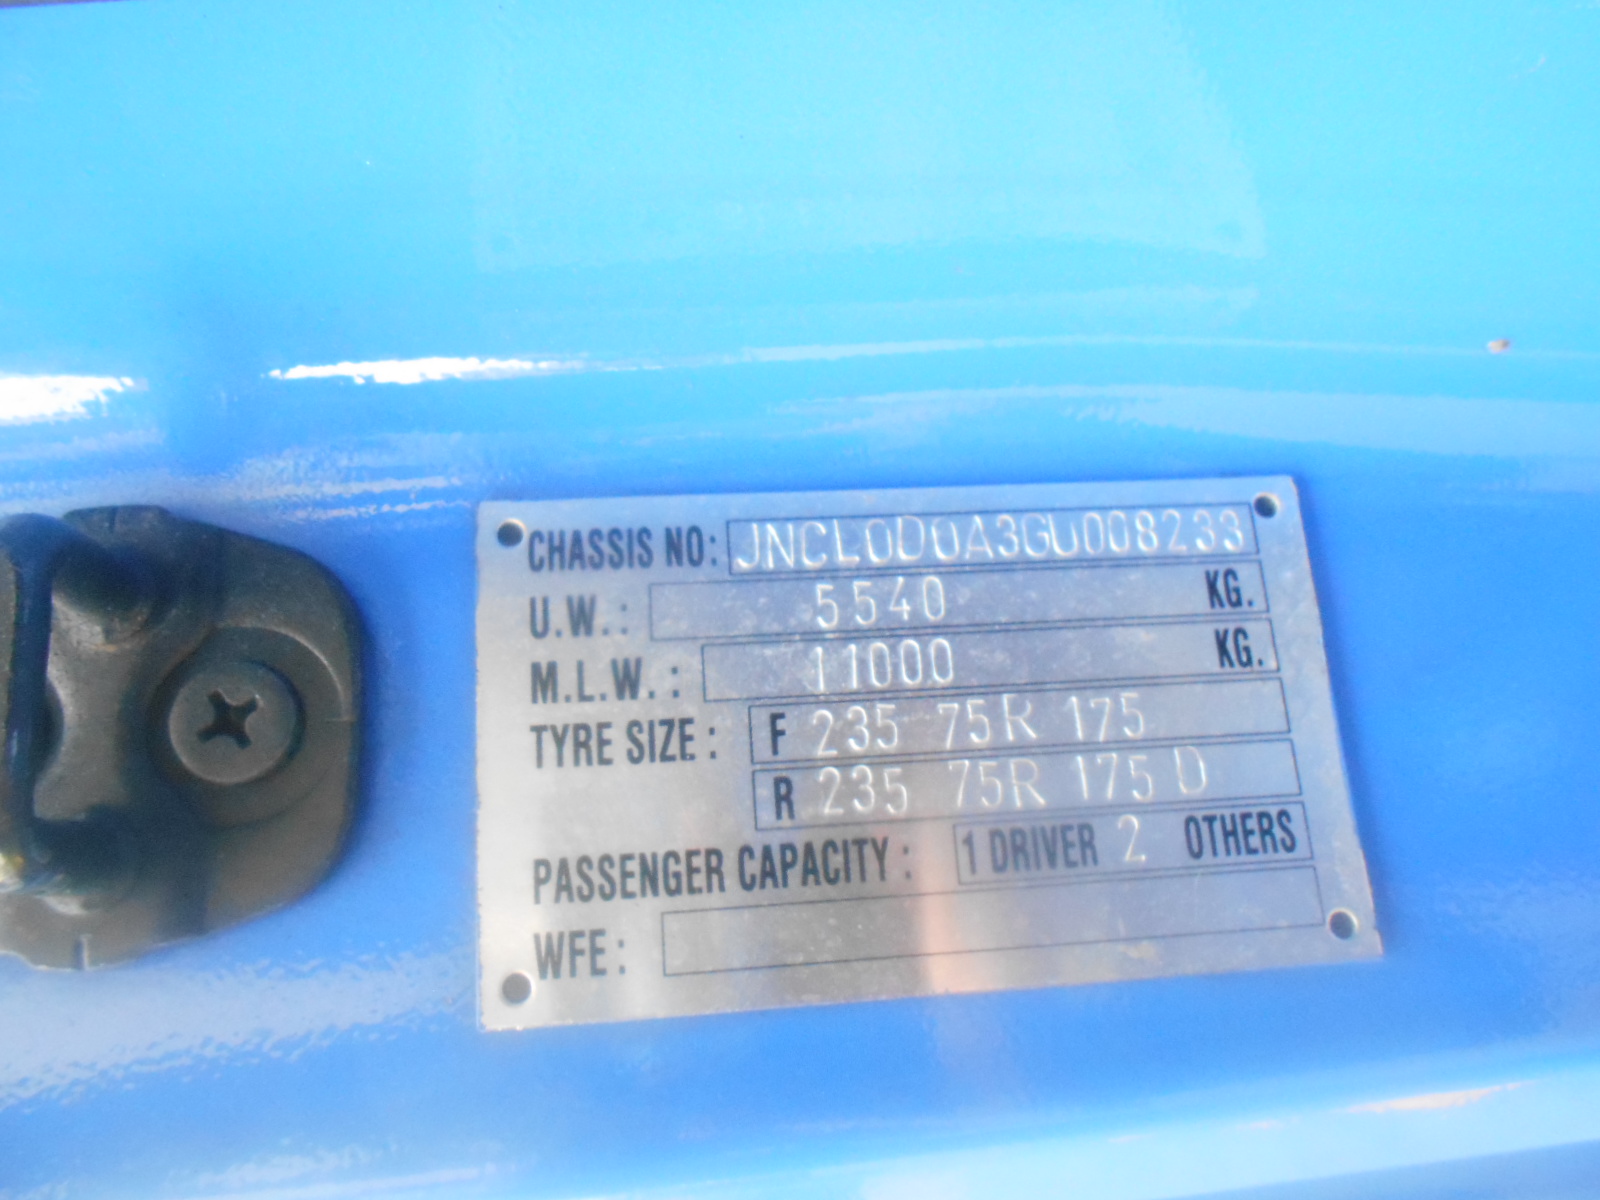 CHASSIS NO: JNCL0D0A3GU008233
U.W.: 5540 KG.
M.L.W.: 11000 KG.
TYRE SIZE: F 235 75R 175
R 235 75R 175 D
PASSENGER CAPACITY: 1 DRIVER 2 OTHERS
WFE: